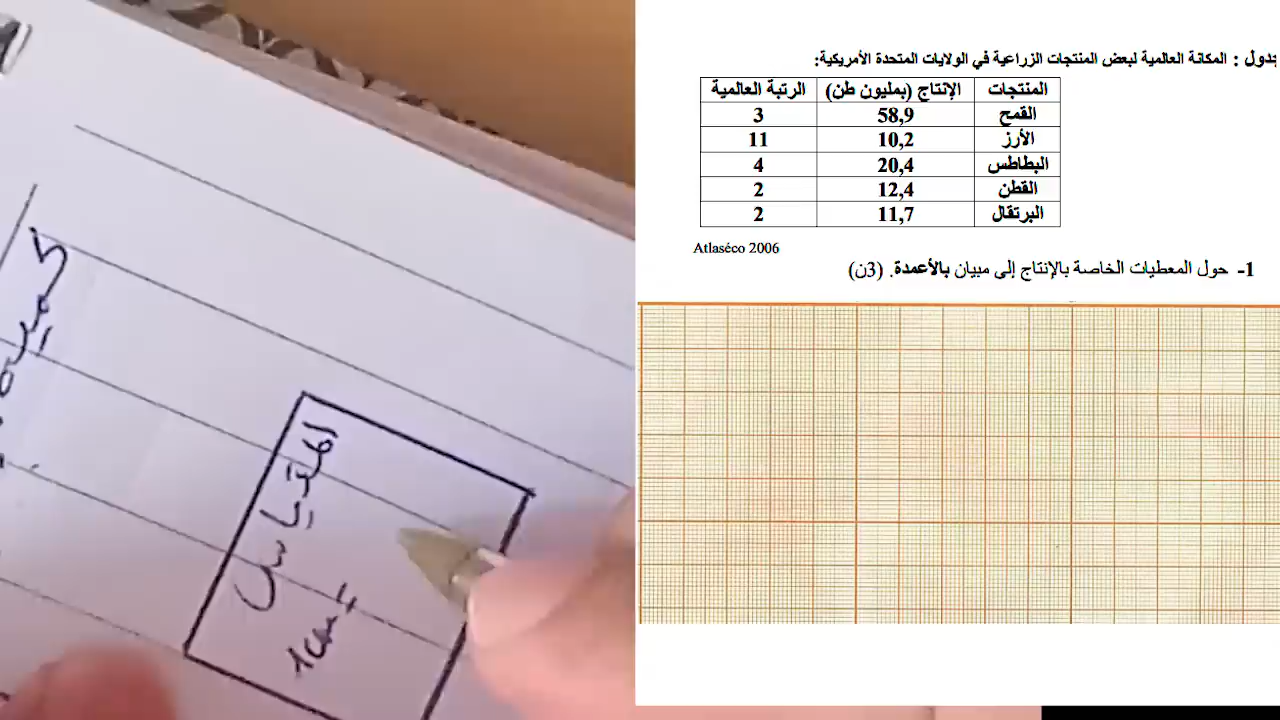 جدول : المكانة العالمية لبعض المنتجات الزراعية في الولايات المتحدة الأمريكية:
المنتجات الإنتاج (بمليون طن) الرتبة العالمية
القمح 58,9 3
الأرز 10,2 11
البطاطس 20,4 4
القطن 12,4 2
البرتقال 11,7 2
Atlaséco 2006
1- حول المعطيات الخاصة بالإنتاج إلى مبيان بالأعمدة. (3ن)
المقياس
1cm =